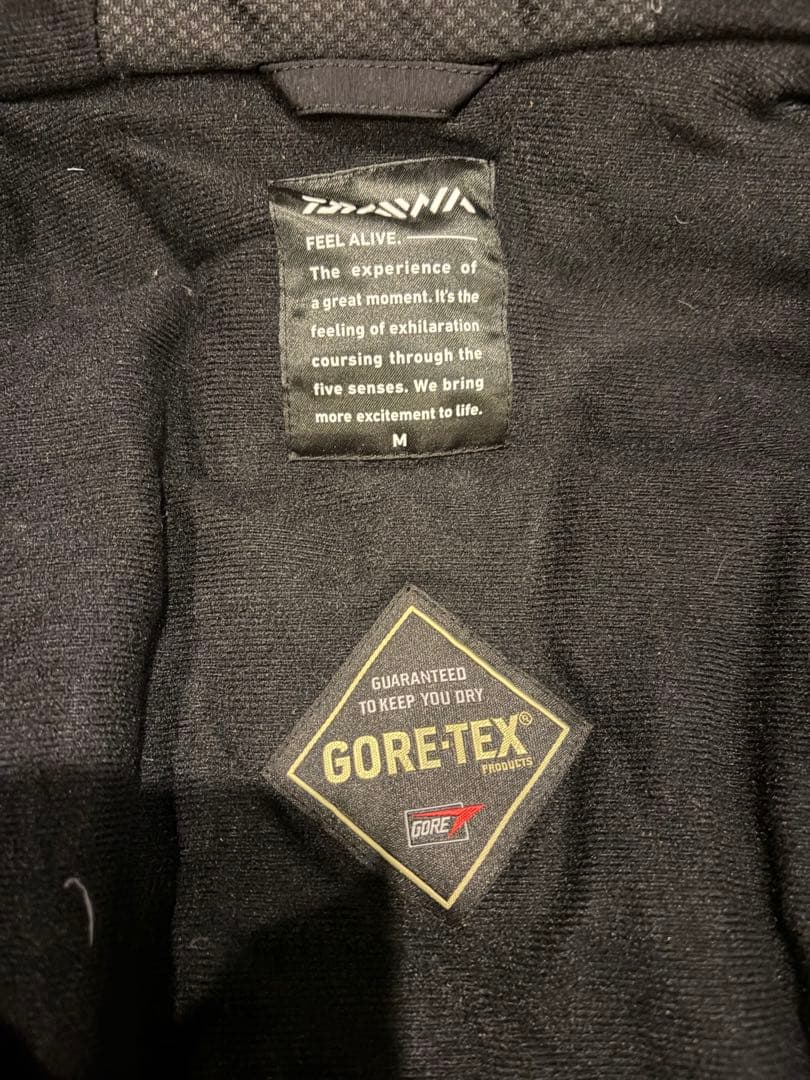 DAIWA
FEEL ALIVE.
The experience of
a great moment. It's the
feeling of exhilaration
coursing through the
five senses. We bring
more excitement to life.
M
GUARANTEED
TO KEEP YOU DRY
GORE-TEX®
PRODUCTS
GORE